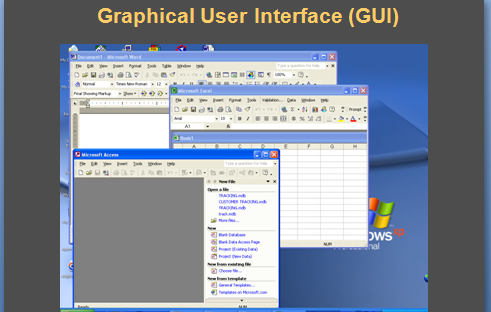 Graphical User Interface (GUI)
Document1 - Microsoft Word
File Edit View Insert Format Tools Table Window Help
Type a question for help
Normal Times New Roman 12
100%
Final Showing Markup Show
Microsoft Excel
File Edit View Insert Format Tools Validation... Data Window Help
Prompt
Arial 10
A1
Book1
A B C D E F G H
NUM
Microsoft Access
File Edit View Insert Tools Window Help
Type a question for help
New File
Open a file
TRACKING.mdb
CUSTOMER TRACKING.mdb
TRACKING.mdb
track.mdb
More files...
New
Blank Database
Blank Data Access Page
Project (Existing Data)
Project (New Data)
New from existing file
Choose file...
New from template
General Templates...
Templates on Microsoft.com
Ready NUM